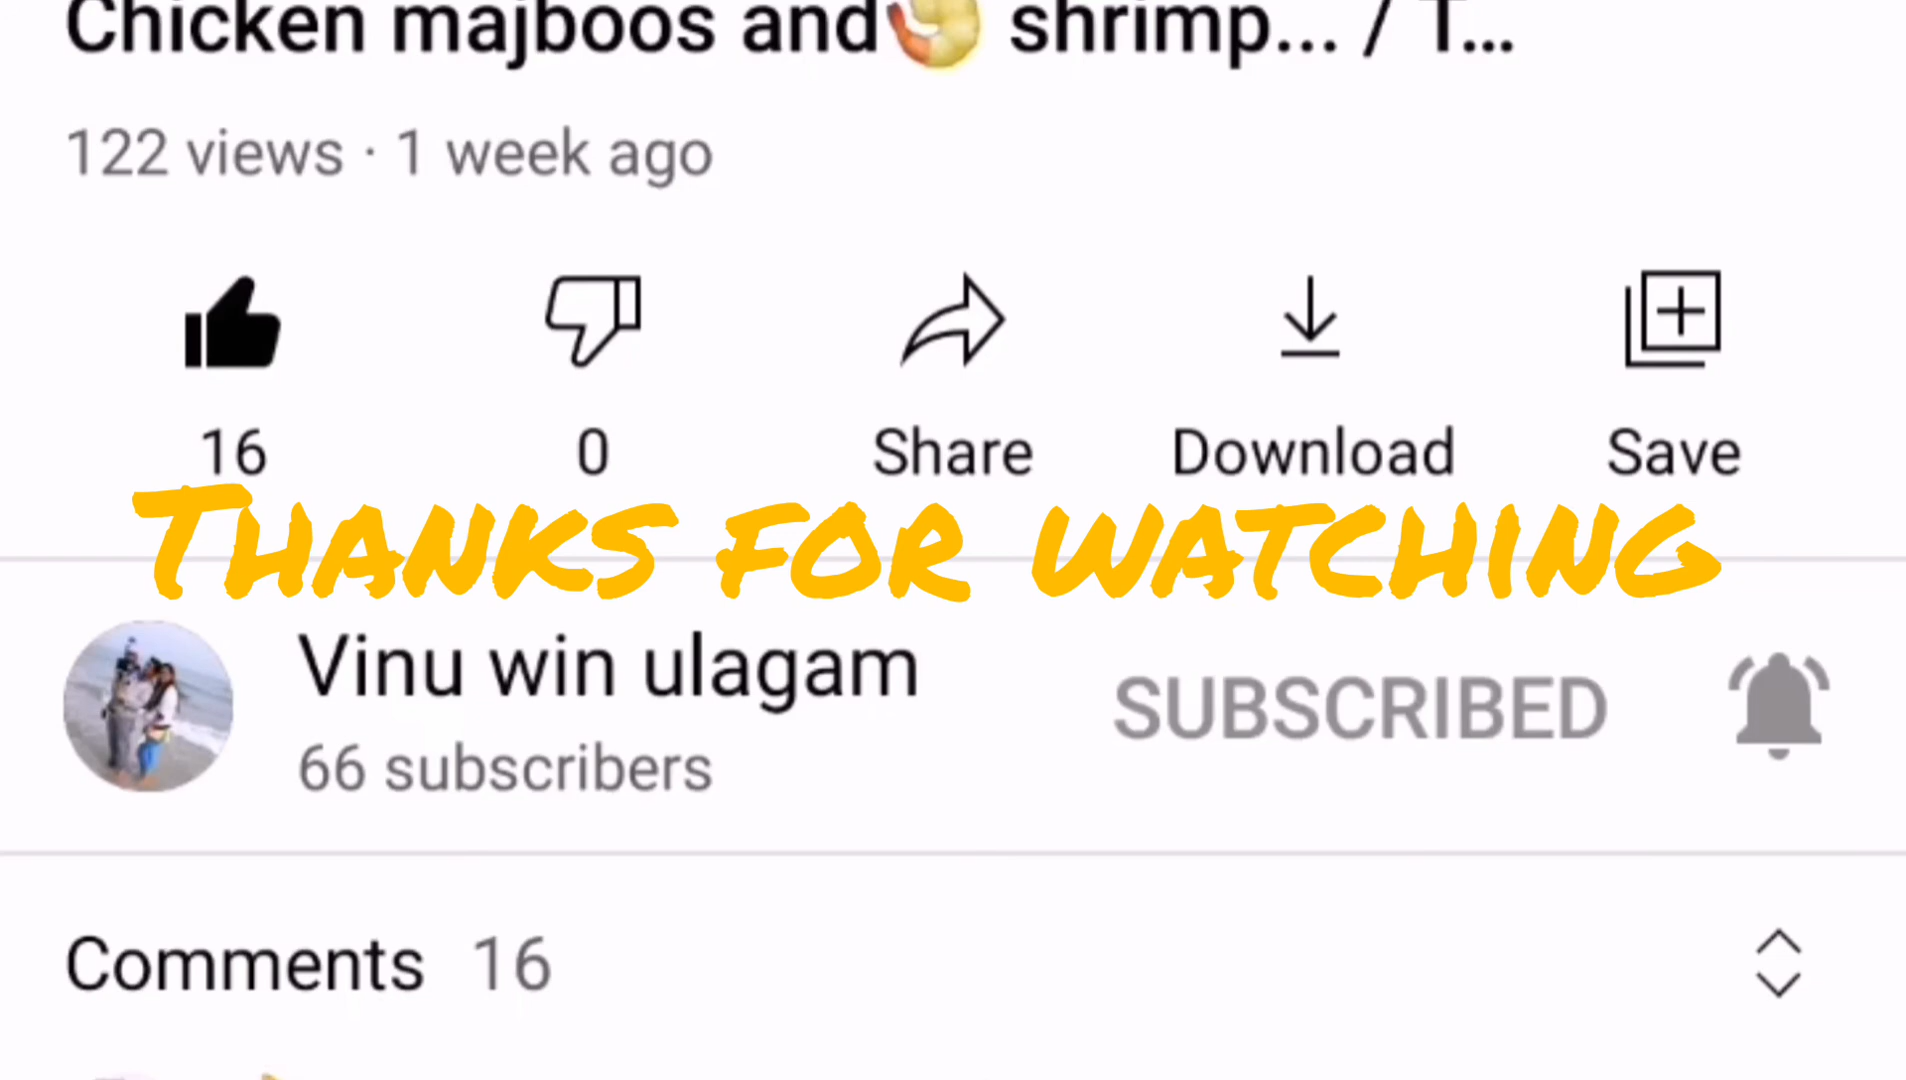 Chicken majboos and🍤 shrimp... / T...
122 views · 1 week ago
16 0 Share Download Save
THANKS FOR WATCHING
Vinu win ulagam SUBSCRIBED
66 subscribers
Comments 16